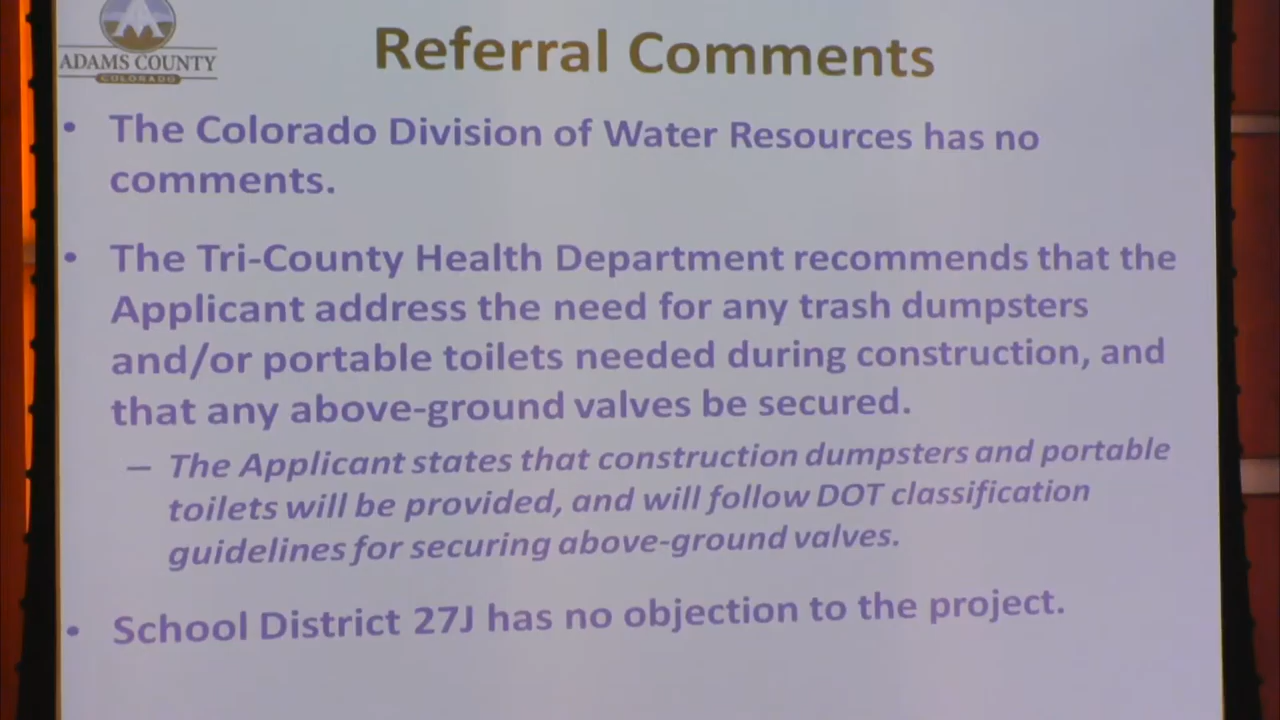 ADAMS COUNTY
COLORADO
Referral Comments
• The Colorado Division of Water Resources has no
comments.
• The Tri-County Health Department recommends that the
Applicant address the need for any trash dumpsters
and/or portable toilets needed during construction, and
that any above-ground valves be secured.
– The Applicant states that construction dumpsters and portable
toilets will be provided, and will follow DOT classification
guidelines for securing above-ground valves.
• School District 27J has no objection to the project.